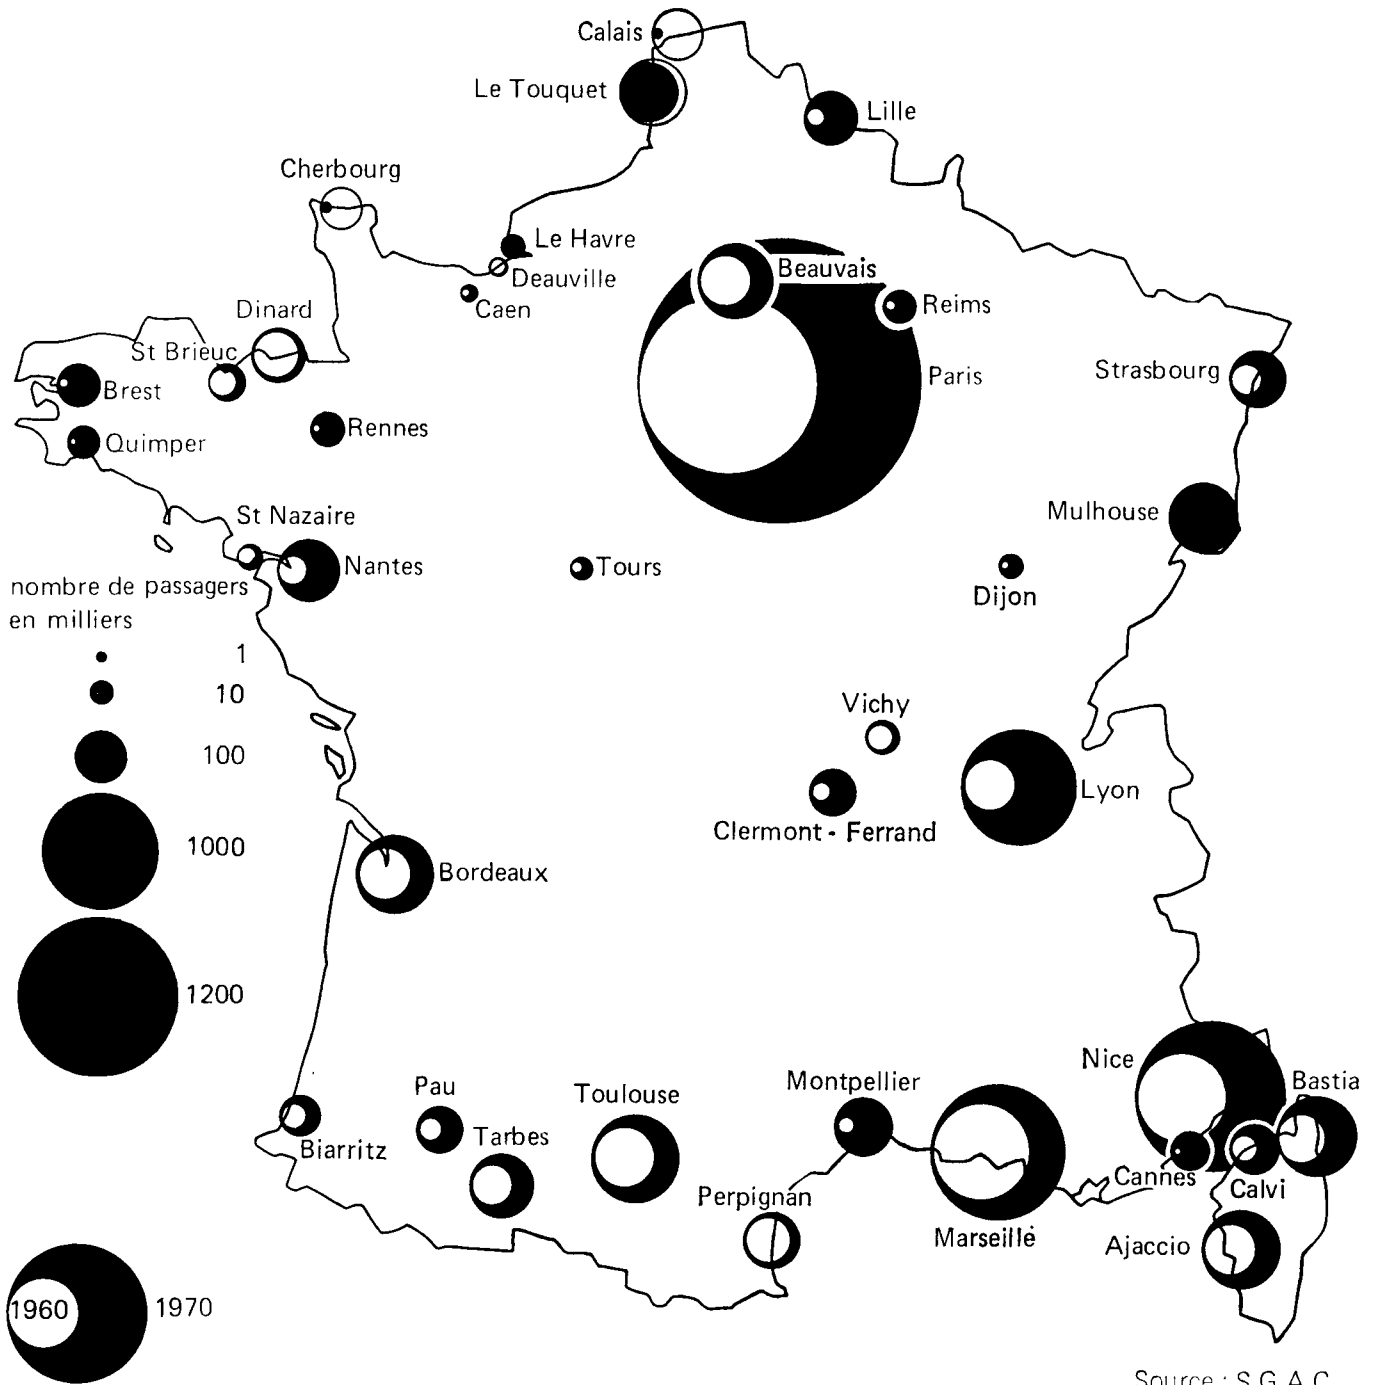 Calais
Le Touquet
Lille
Cherbourg
Le Havre
Beauvais
Deauville
Reims
Caen
Dinard
St Brieuc
Paris
Strasbourg
Brest
Rennes
Quimper
Mulhouse
St Nazaire
Nantes
Tours
nombre de passagers
Dijon
en milliers
1
10
Vichy
100
Lyon
Clermont - Ferrand
1000
Bordeaux
1200
Nice
Montpellier
Bastia
Pau
Toulouse
Tarbes
Biarritz
Cannes
Calvi
Perpignan
Marseille
Ajaccio
1960
1970
Source : S.G.A.C.